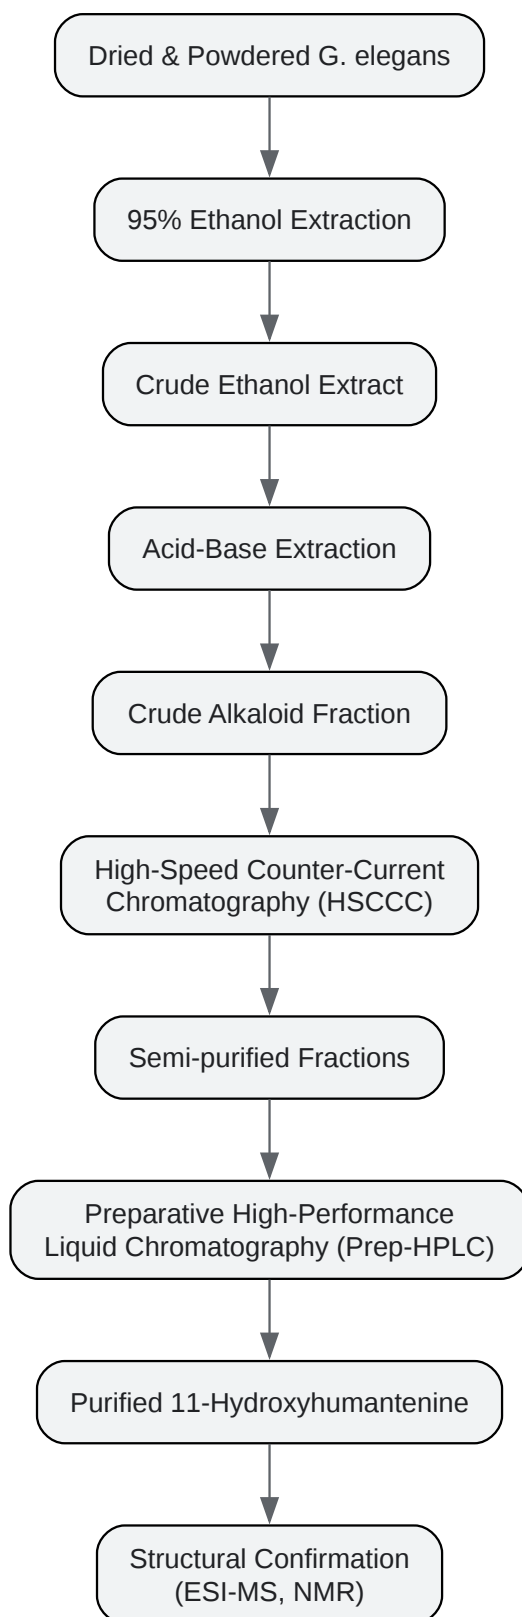 Dried & Powdered G. elegans
95% Ethanol Extraction
Crude Ethanol Extract
Acid-Base Extraction
Crude Alkaloid Fraction
High-Speed Counter-Current
Chromatography (HSCCC)
Semi-purified Fractions
Preparative High-Performance
Liquid Chromatography (Prep-HPLC)
Purified 11-Hydroxyhumantenine
Structural Confirmation
(ESI-MS, NMR)